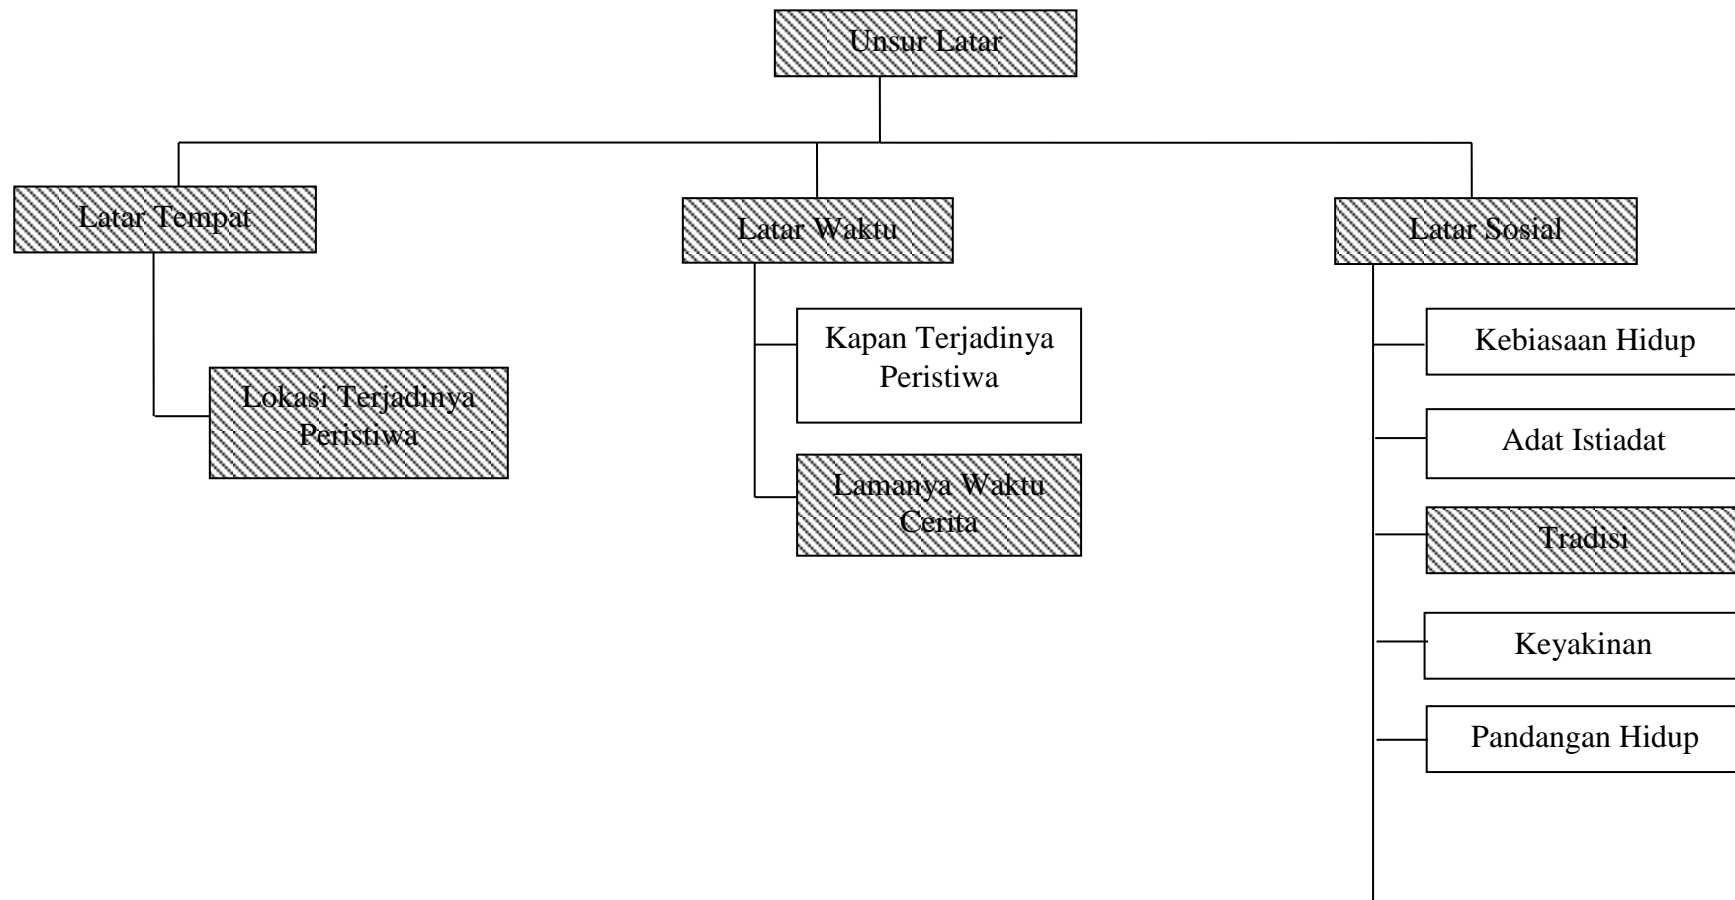 Unsur Latar
Latar Tempat
Latar Waktu
Latar Sosial
Lokasi Terjadinya
Peristiwa
Kapan Terjadinya
Peristiwa
Lamanya Waktu
Cerita
Kebiasaan Hidup
Adat Istiadat
Tradisi
Keyakinan
Pandangan Hidup